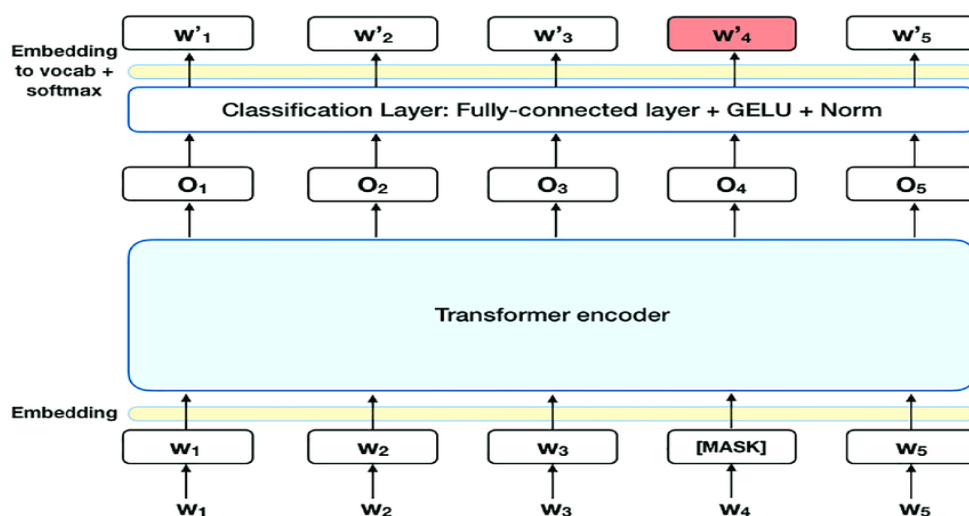 w'₁ w'₂ w'₃ w'₄ w'₅
Embedding
to vocab +
softmax
Classification Layer: Fully-connected layer + GELU + Norm
O₁ O₂ O₃ O₄ O₅
Transformer encoder
Embedding
w₁ w₂ w₃ [MASK] w₅
w₁ w₂ w₃ w₄ w₅